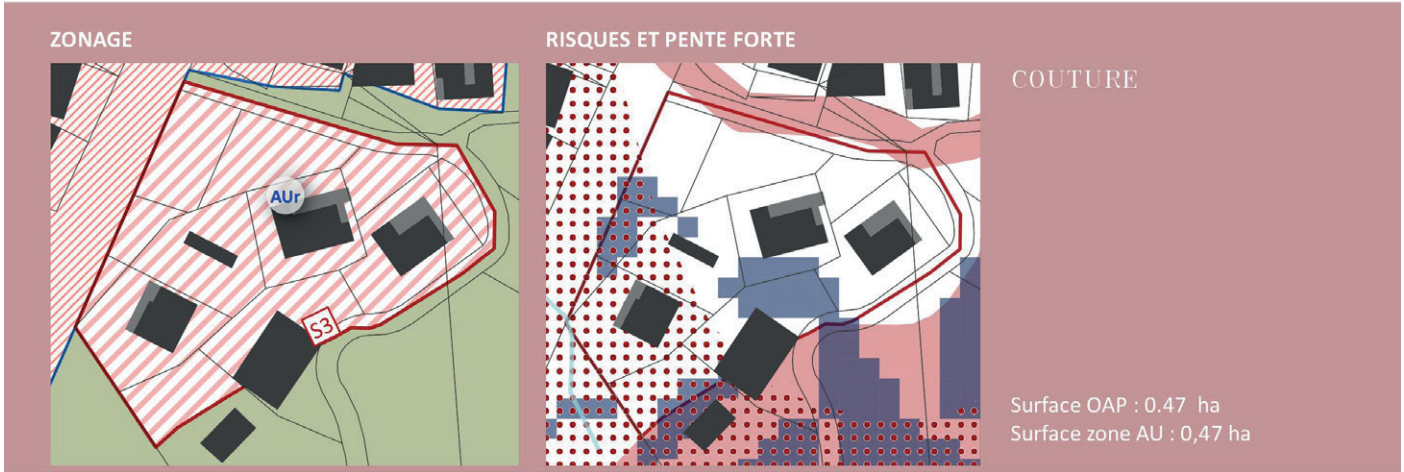 ZONAGE
RISQUES ET PENTE FORTE
COUTURE
AUr
S3
Surface OAP : 0.47 ha
Surface zone AU : 0,47 ha